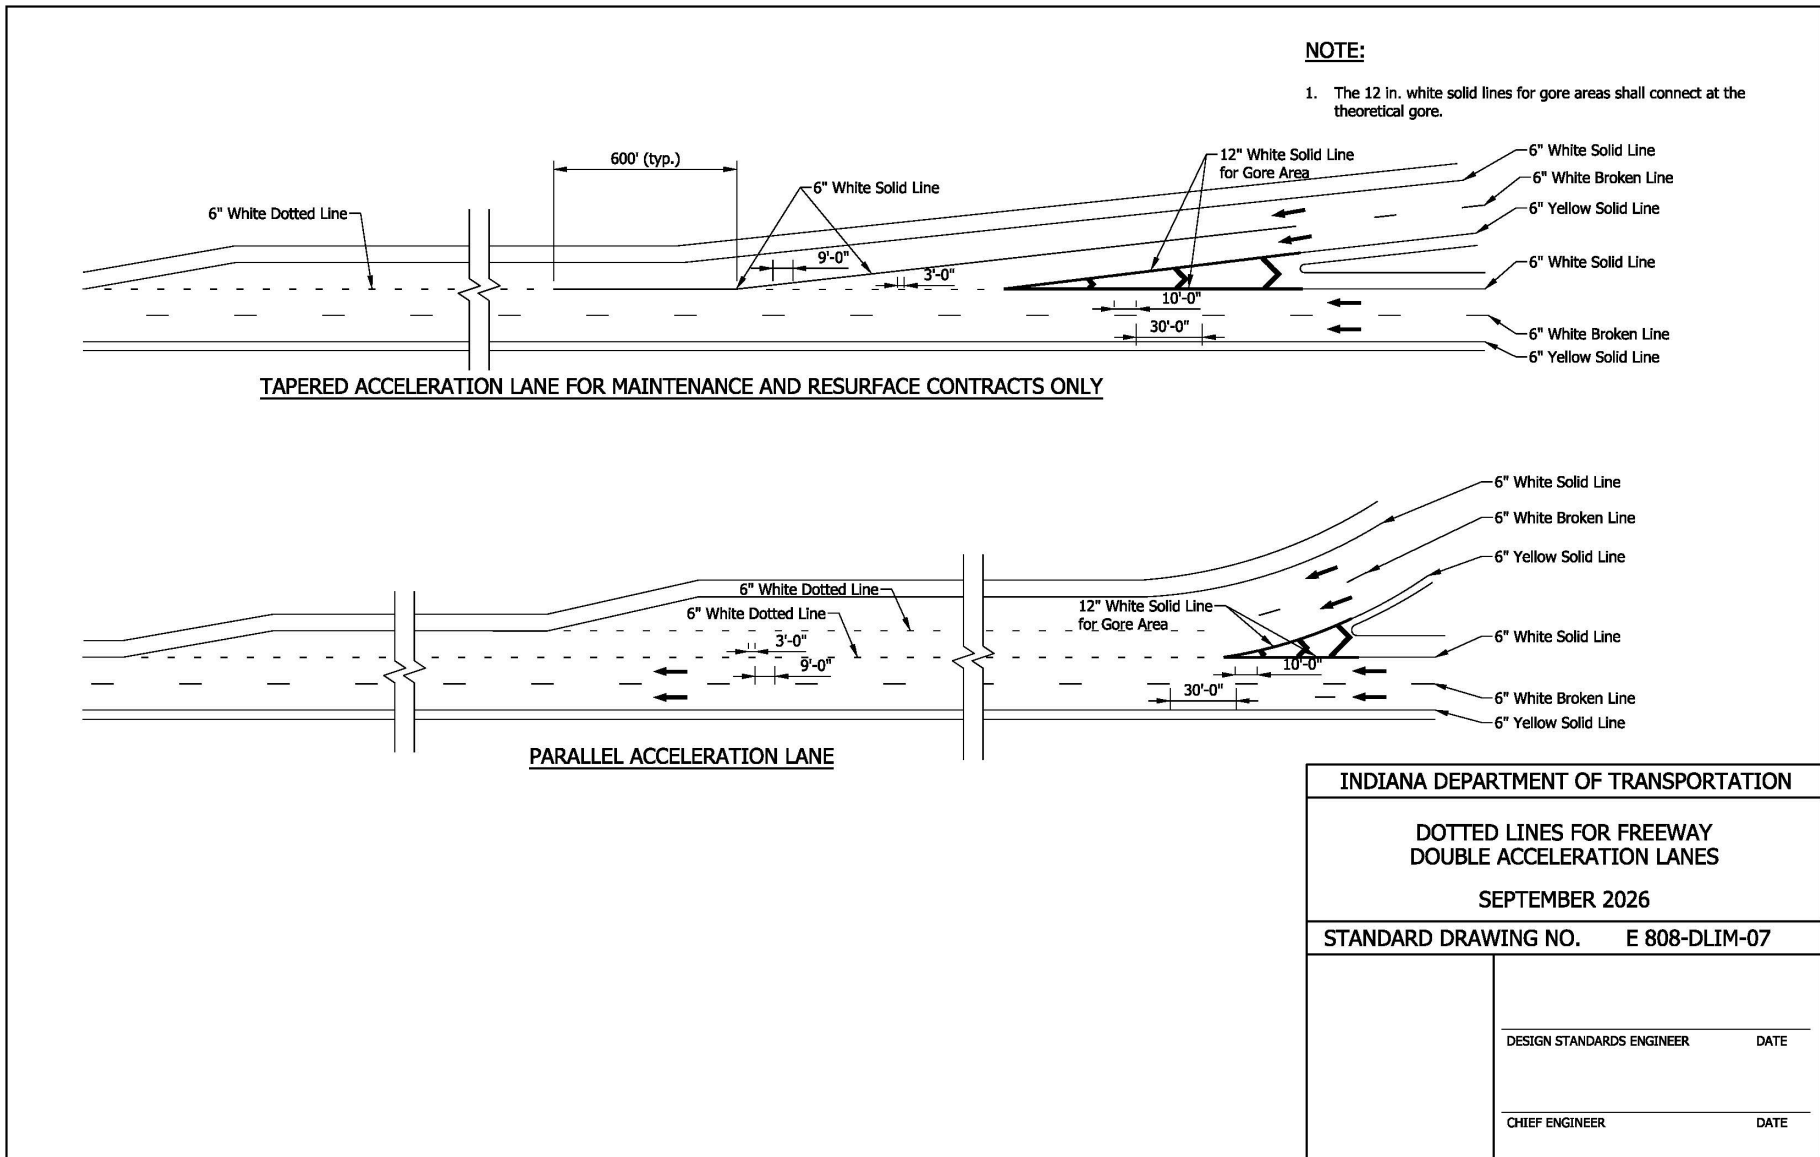 NOTE:
1. The 12 in. white solid lines for gore areas shall connect at the
theoretical gore.
600' (typ.)
12" White Solid Line
for Gore Area
6" White Solid Line
6" White Broken Line
6" Yellow Solid Line
6" White Solid Line
6" White Dotted Line
9'-0"
3'-0"
6" White Solid Line
10'-0"
30'-0"
6" White Broken Line
6" Yellow Solid Line
TAPERED ACCELERATION LANE FOR MAINTENANCE AND RESURFACE CONTRACTS ONLY
6" White Solid Line
6" White Broken Line
6" Yellow Solid Line
6" White Dotted Line
6" White Dotted Line
12" White Solid Line
for Gore Area
3'-0"
9'-0"
6" White Solid Line
10'-0"
30'-0"
6" White Broken Line
6" Yellow Solid Line
PARALLEL ACCELERATION LANE
INDIANA DEPARTMENT OF TRANSPORTATION
DOTTED LINES FOR FREEWAY
DOUBLE ACCELERATION LANES
SEPTEMBER 2026
STANDARD DRAWING NO. E 808-DLIM-07
DESIGN STANDARDS ENGINEER DATE
CHIEF ENGINEER DATE